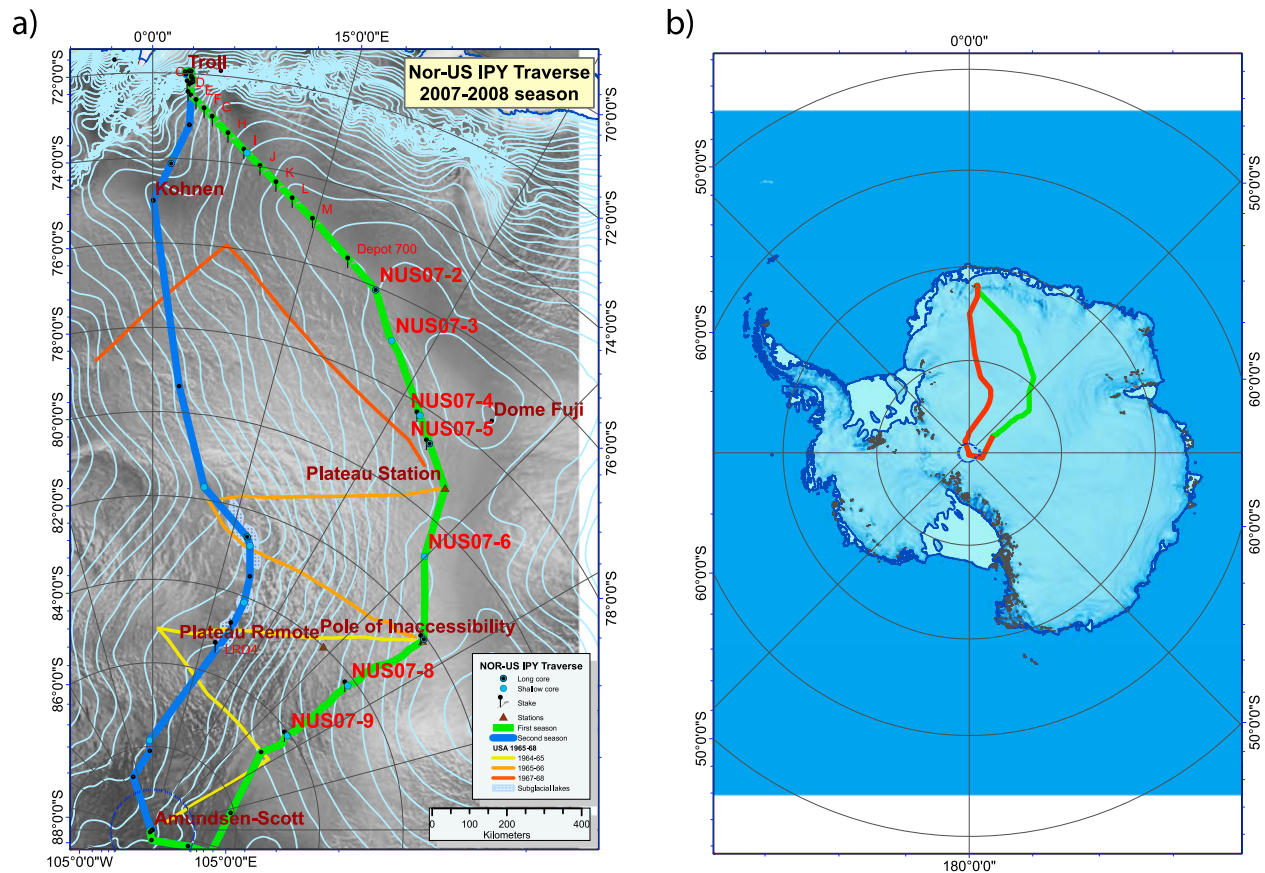 a)
0°0'0"
15°0'0"E
72°0'0"S
74°0'0"S
76°0'0"S
78°0'0"S
80°0'0"S
82°0'0"S
84°0'0"S
86°0'0"S
88°0'0"S
70°0'0"S
72°0'0"S
74°0'0"S
76°0'0"S
78°0'0"S
105°0'0"W
105°0'0"E
Nor-US IPY Traverse
2007-2008 season
Troll
D
E
F
G
H
I
J
K
L
M
Kohnen
Depot 700
NUS07-2
NUS07-3
NUS07-4
Dome Fuji
NUS07-5
Plateau Station
NUS07-6
Plateau Remote
Pole of Inaccessibility
NUS07-8
NUS07-9
Amundsen-Scott
NOR-US IPY Traverse
Long core
Shallow core
Stake
Stations
First season
Second season
USA 1965-68
1964-65
1965-66
1967-68
Subglacial lakes
0 100 200 400
Kilometers
b)
0°0'0"
50°0'0"S
50°0'0"S
60°0'0"S
60°0'0"S
60°0'0"S
60°0'0"S
50°0'0"S
50°0'0"S
180°0'0"